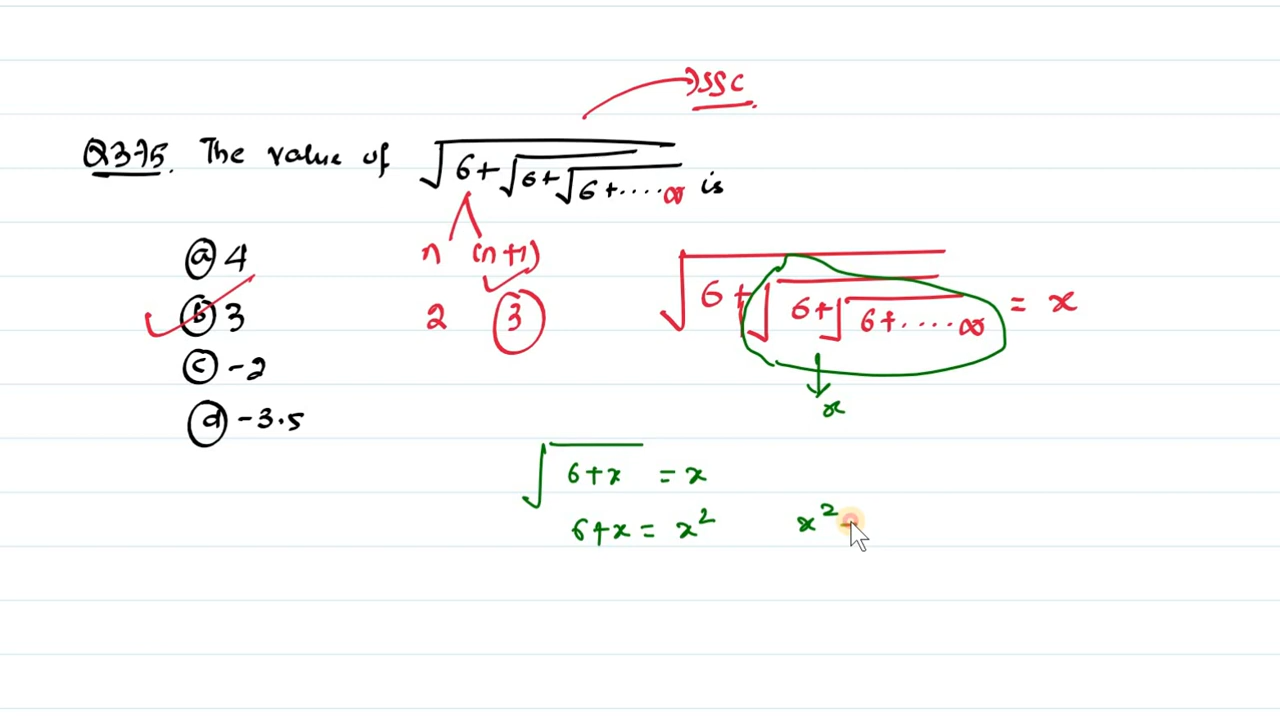 SSC
Q375. The value of √6+√6+√6+....∞ is
n (n+1)
a 4
b 3
c -2
d -3.5
2 3
√6+√6+√6+....∞ = x
x
√6+x = x
6+x = x² x² -